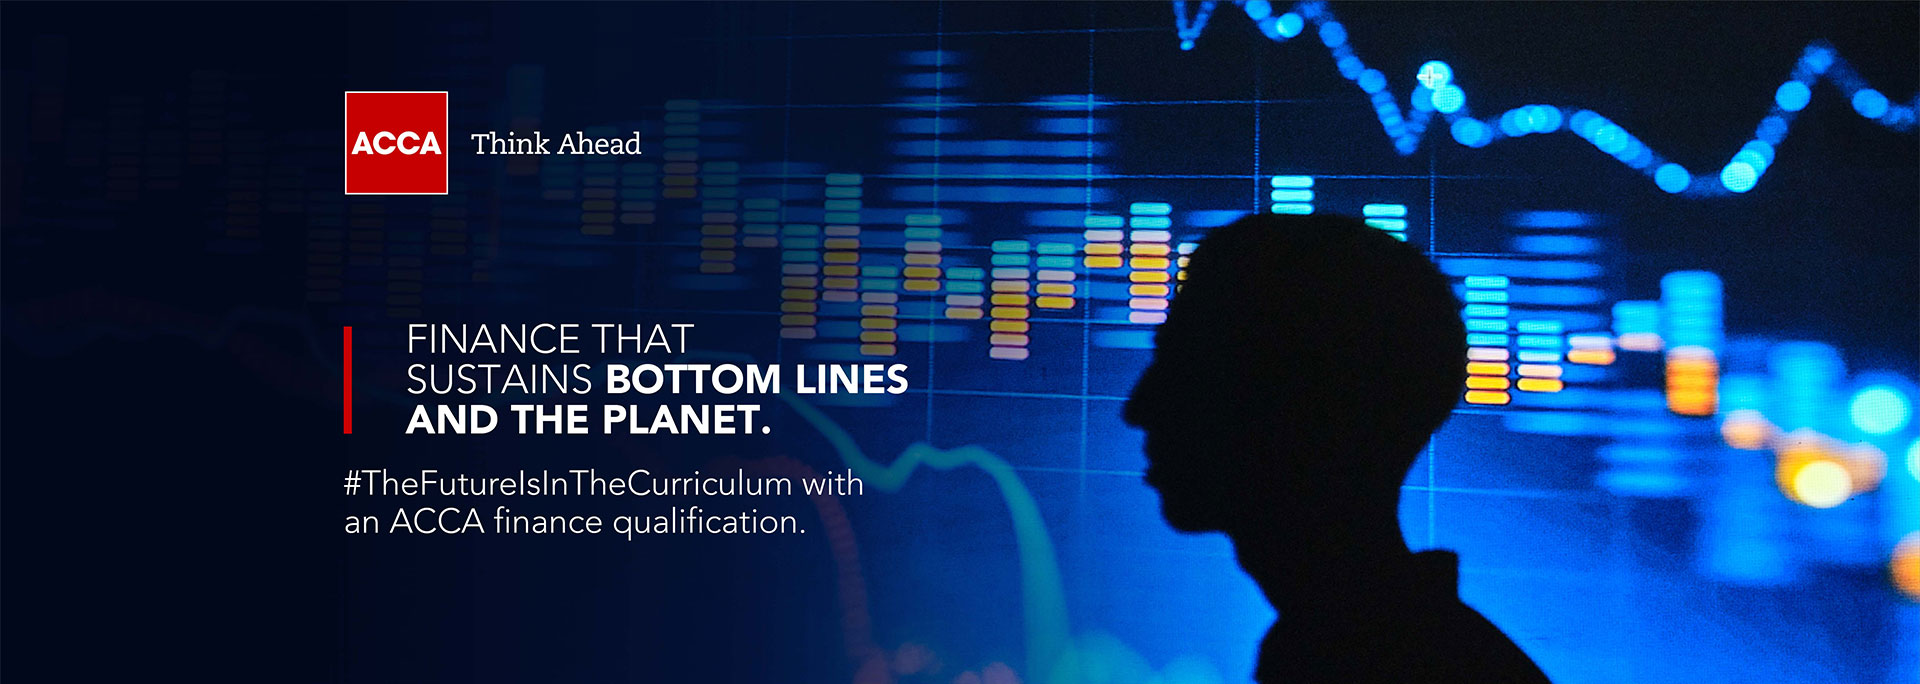 ACCA
Think Ahead
FINANCE THAT
SUSTAINS BOTTOM LINES
AND THE PLANET.
#TheFutureIsInTheCurriculum with
an ACCA finance qualification.